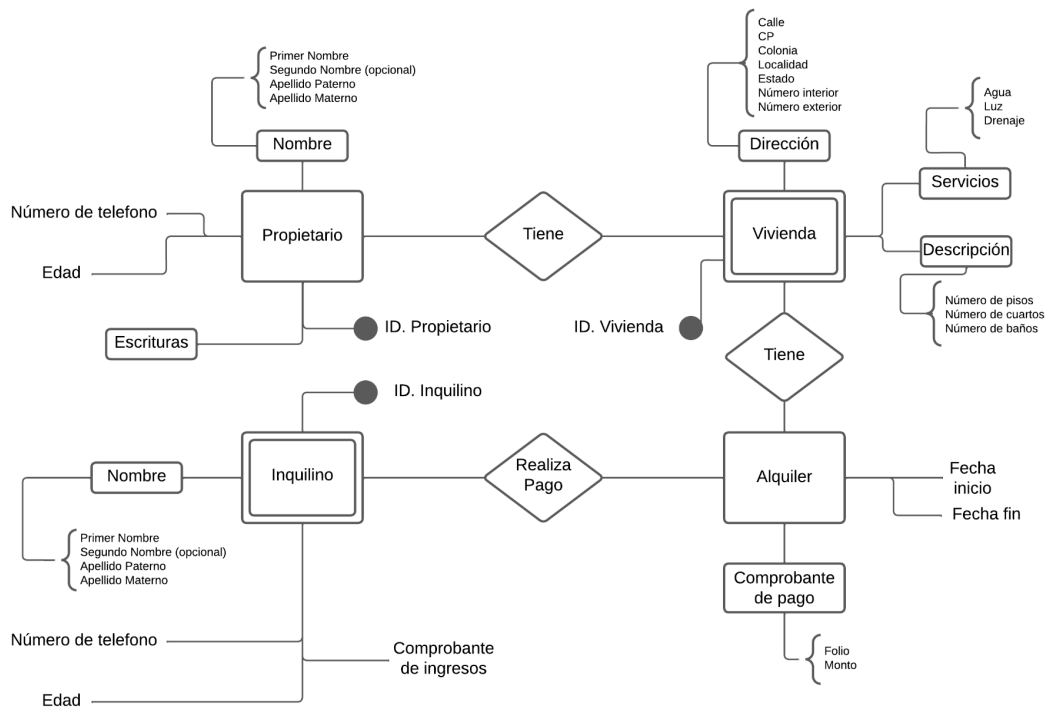 Calle
CP
Colonia
Localidad
Estado
Número interior
Número exterior
Primer Nombre
Segundo Nombre (opcional)
Apellido Paterno
Apellido Materno
Agua
Luz
Drenaje
Nombre
Dirección
Servicios
Número de telefono
Propietario
Tiene
Vivienda
Descripción
Edad
Número de pisos
Número de cuartos
Número de baños
ID. Propietario
ID. Vivienda
Escrituras
Tiene
ID. Inquilino
Nombre
Inquilino
Realiza
Pago
Alquiler
Fecha
inicio
Fecha fin
Primer Nombre
Segundo Nombre (opcional)
Apellido Paterno
Apellido Materno
Comprobante
de pago
Número de telefono
Comprobante
de ingresos
Folio
Monto
Edad